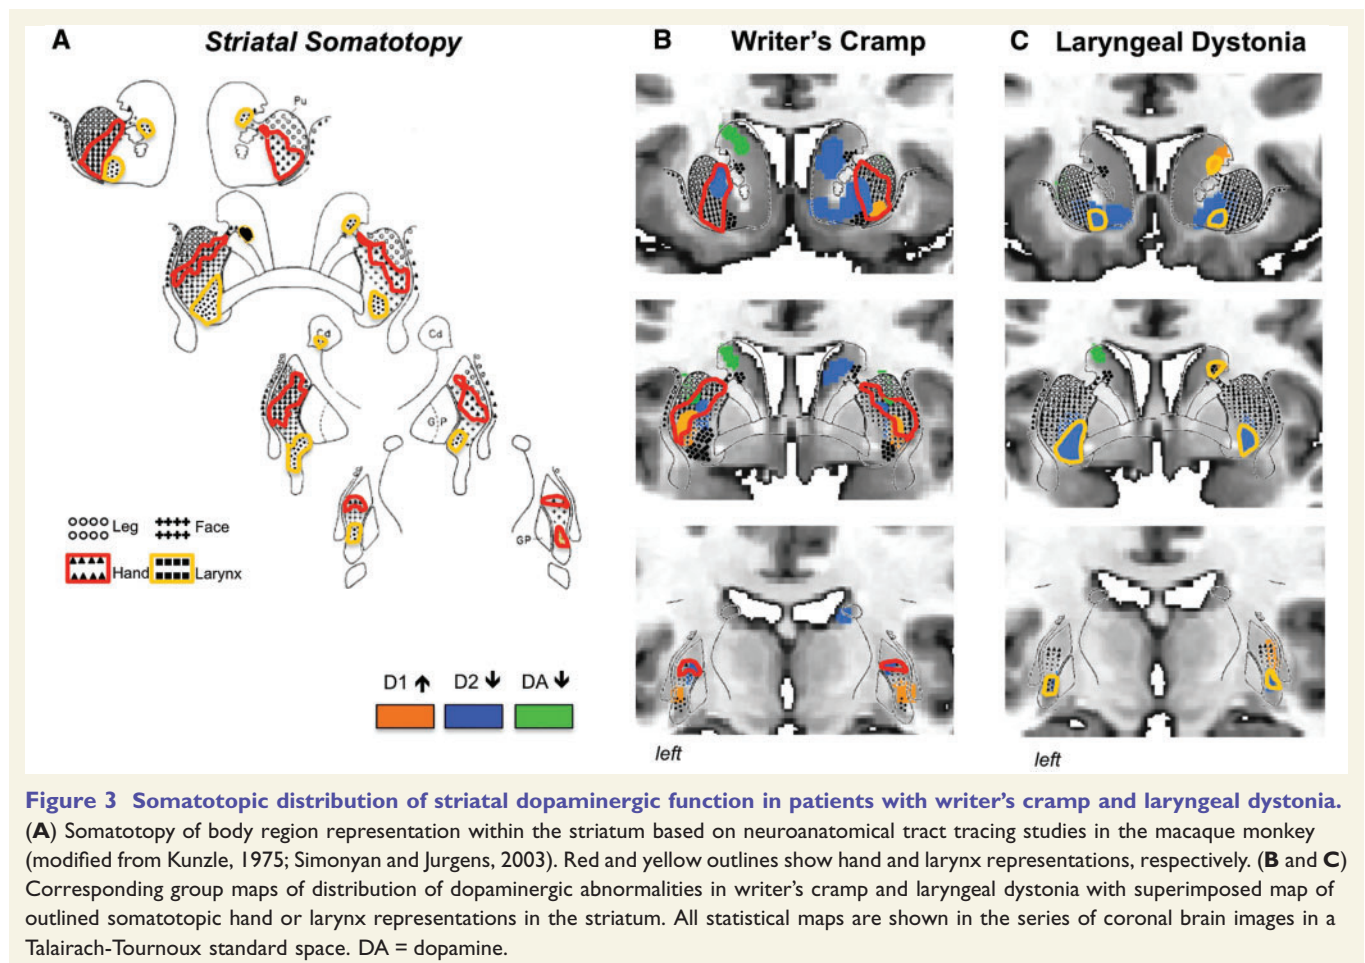 A Striatal Somatotopy
B Writer's Cramp
C Laryngeal Dystonia
Pu
Cd
Cd
G P
GP
Leg
Face
Hand
Larynx
D1 D2 DA
left
left
Figure 3 Somatotopic distribution of striatal dopaminergic function in patients with writer's cramp and laryngeal dystonia.
(A) Somatotopy of body region representation within the striatum based on neuroanatomical tract tracing studies in the macaque monkey
(modified from Kunzle, 1975; Simonyan and Jurgens, 2003). Red and yellow outlines show hand and larynx representations, respectively. (B and C)
Corresponding group maps of distribution of dopaminergic abnormalities in writer's cramp and laryngeal dystonia with superimposed map of
outlined somatotopic hand or larynx representations in the striatum. All statistical maps are shown in the series of coronal brain images in a
Talairach-Tournoux standard space. DA = dopamine.